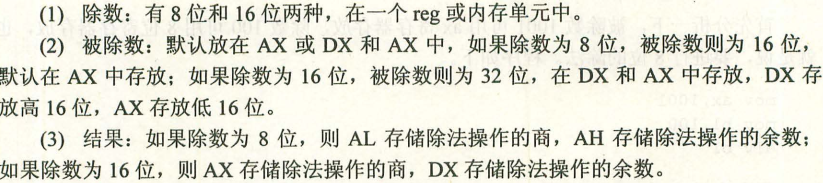 (1) 除数：有 8 位和 16 位两种，在一个 reg 或内存单元中。
(2) 被除数：默认放在 AX 或 DX 和 AX 中，如果除数为 8 位，被除数则为 16 位，
默认在 AX 中存放；如果除数为 16 位，被除数则为 32 位，在 DX 和 AX 中存放，DX 存
放高 16 位，AX 存放低 16 位。
(3) 结果：如果除数为 8 位，则 AL 存储除法操作的商，AH 存储除法操作的余数；
如果除数为 16 位，则 AX 存储除法操作的商，DX 存储除法操作的余数。